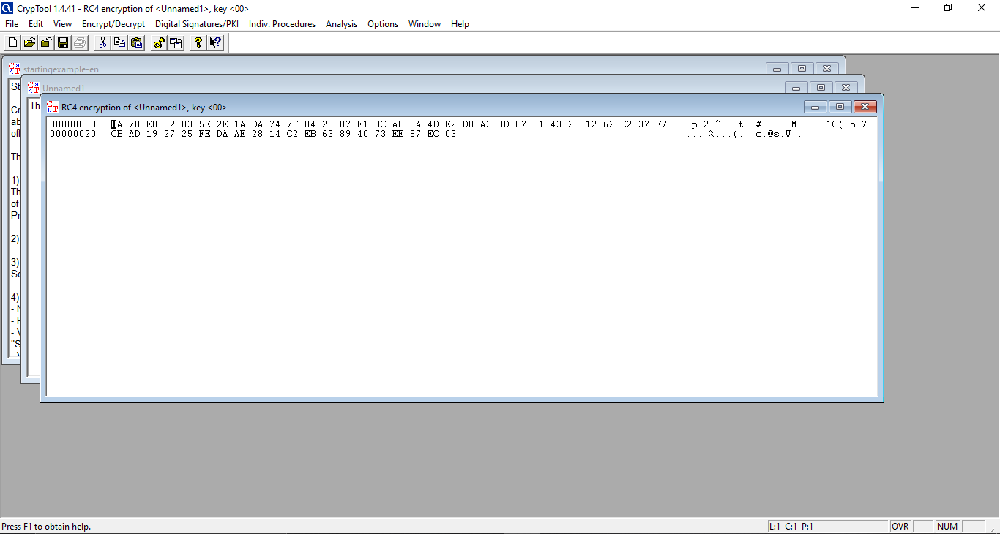 CrypTool 1.4.41 - RC4 encryption of <Unnamed1>, key <00>
File Edit View Encrypt/Decrypt Digital Signatures/PKI Indiv. Procedures Analysis Options Window Help
startingexample-en
Unnamed1
RC4 encryption of <Unnamed1>, key <00>
00000000 8A 70 E0 32 83 5E 2E 1A DA 74 7F 04 23 07 F1 0C AB 3A 4D E2 D0 A3 8D B7 31 43 28 12 62 E2 37 F7 .p.2.^...t..#....:M.....1C(.b.7.
00000020 CB AD 19 27 25 FE DA AE 28 14 C2 EB 63 89 40 73 EE 57 EC 03 ...'%...(...c.@s.W..
St
Th
Cr
ab
off
Th
1)
Th
of
Pr
2)
3)
Sc
4)
"S
Press F1 to obtain help.
L:1 C:1 P:1
OVR
NUM